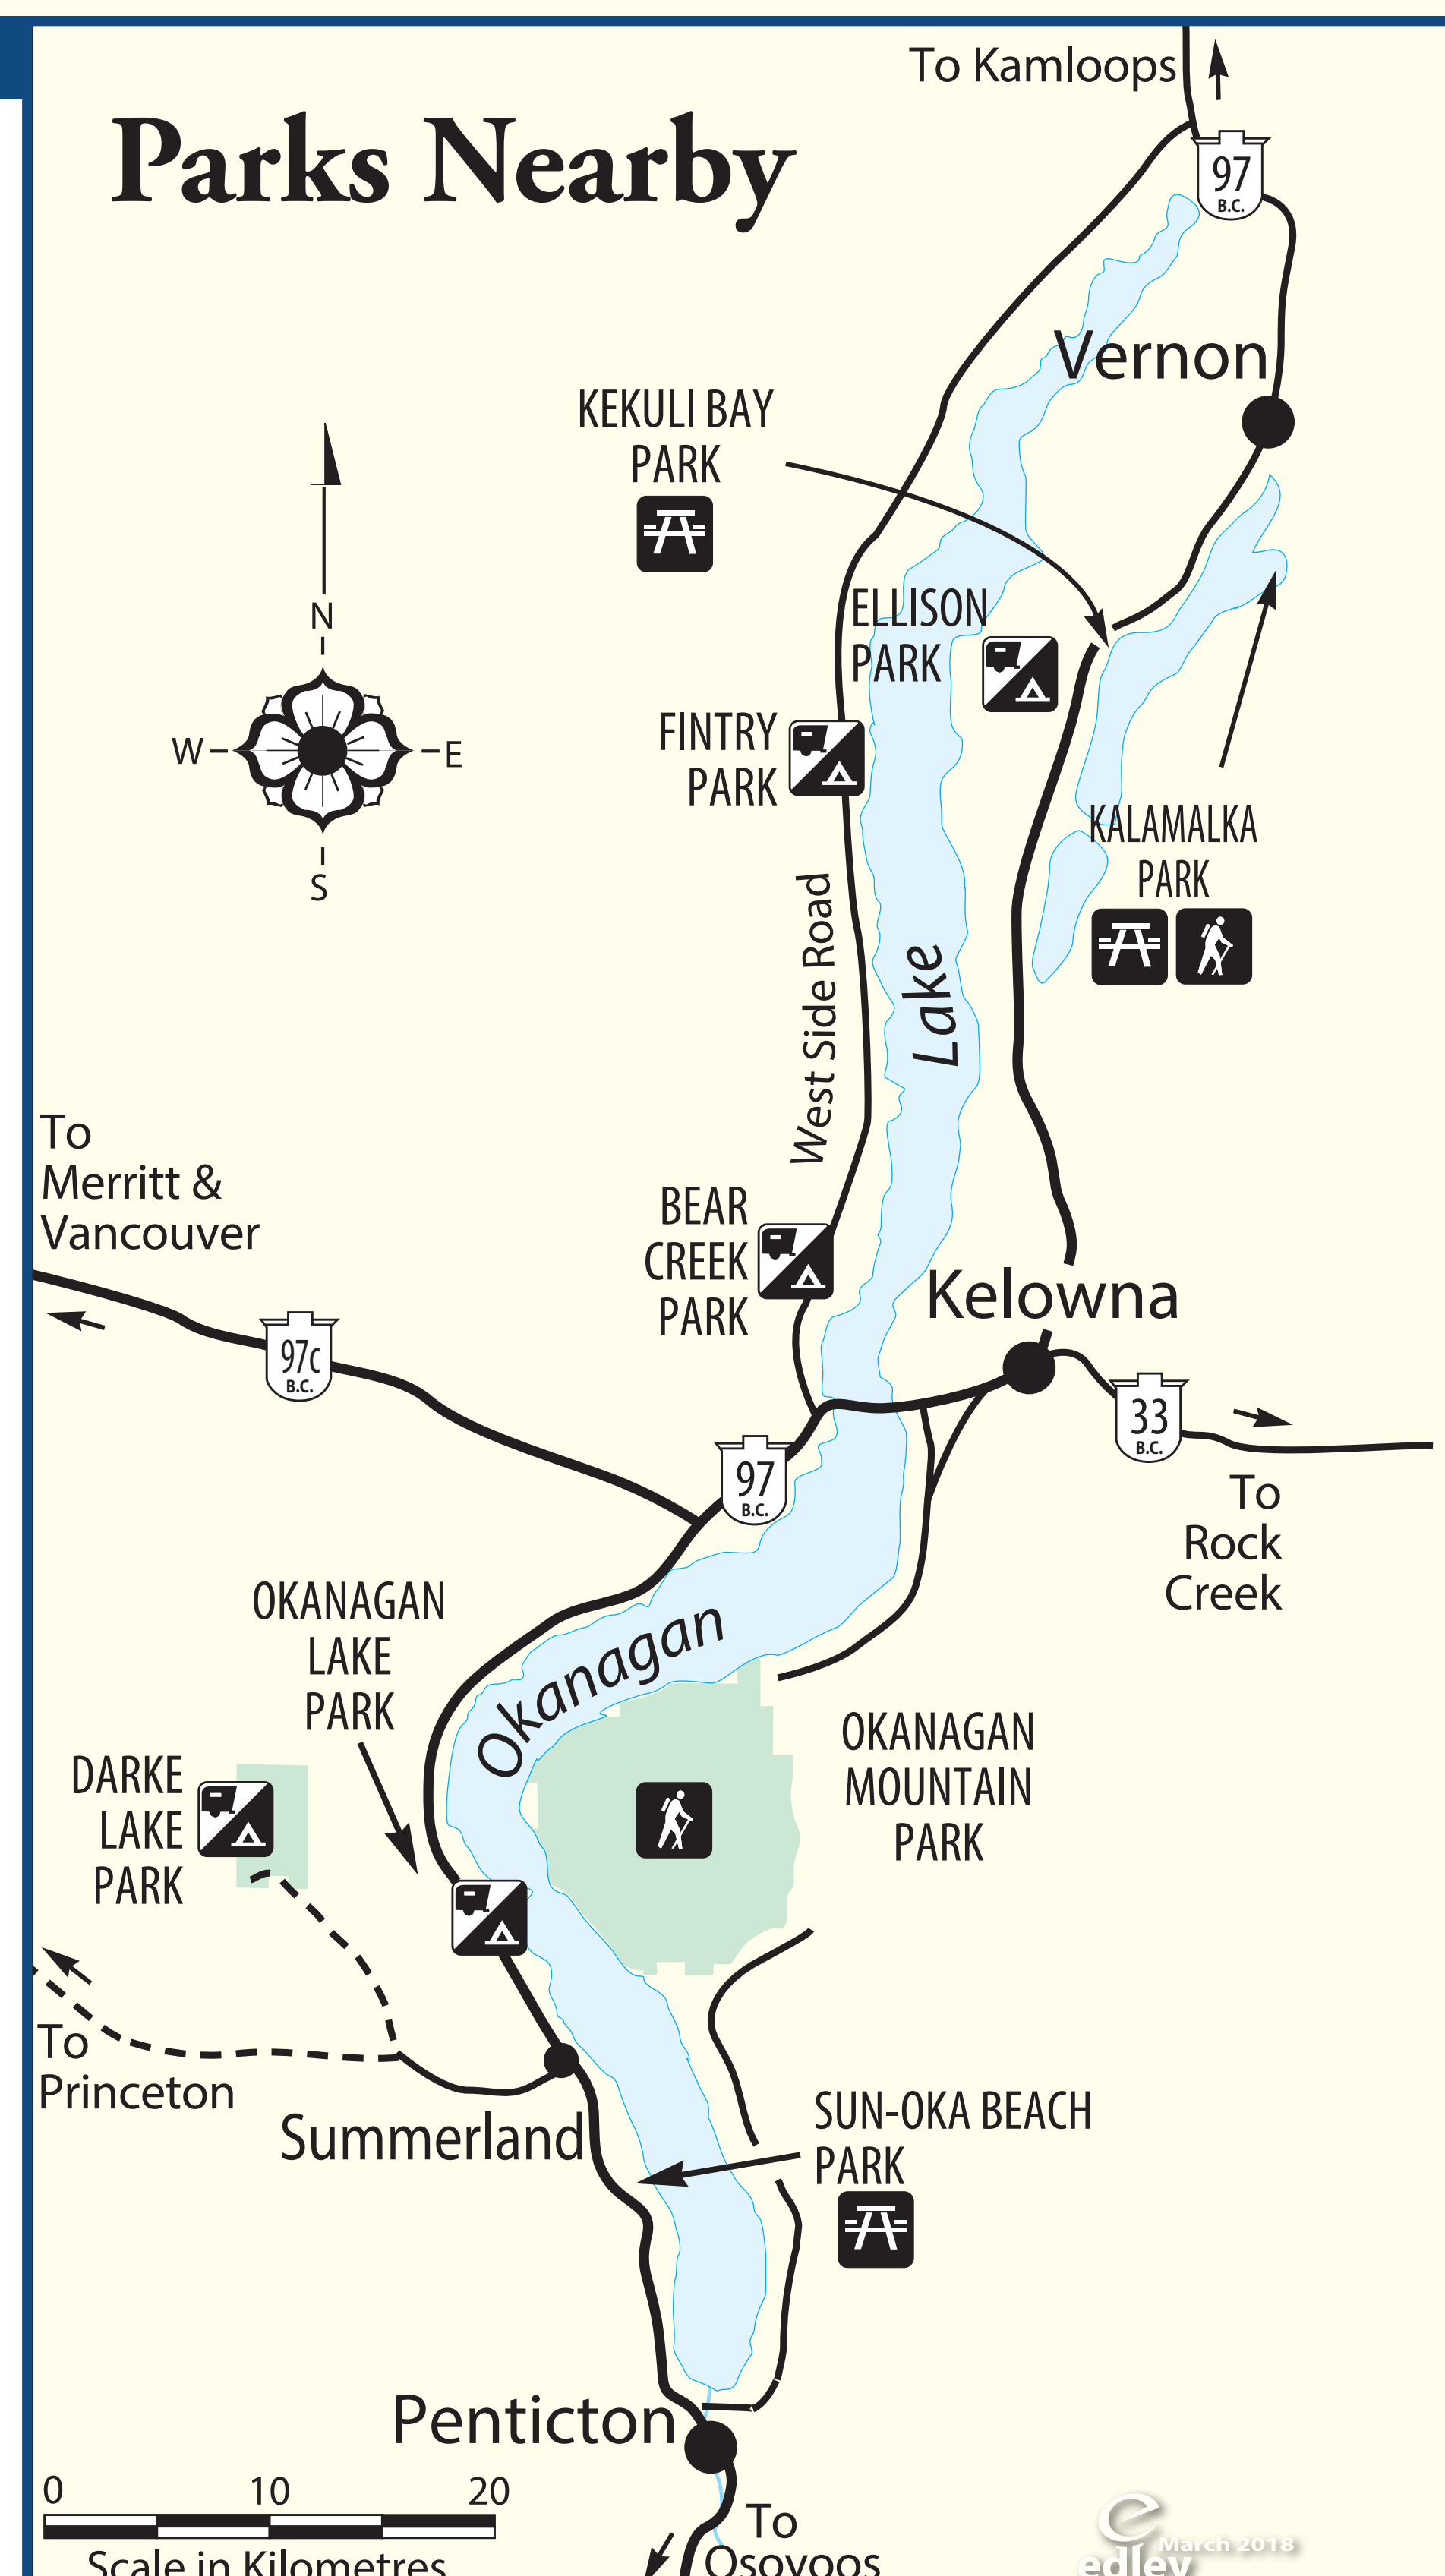 To Kamloops
Parks Nearby
97
B.C.
Vernon
KEKULI BAY
PARK
ELLISON
PARK
N
W
E
S
FINTRY
PARK
KALAMALKA
PARK
West Side Road
Lake
To
Merritt &
Vancouver
BEAR
CREEK
PARK
Kelowna
97c
B.C.
33
B.C.
97
B.C.
To
Rock
Creek
OKANAGAN
LAKE
PARK
Okanagan
OKANAGAN
MOUNTAIN
PARK
DARKE
LAKE
PARK
To
Princeton
Summerland
SUN-OKA BEACH
PARK
Penticton
0 10 20
Scale in Kilometres
To
Osoyoos
e
March 2018
edley